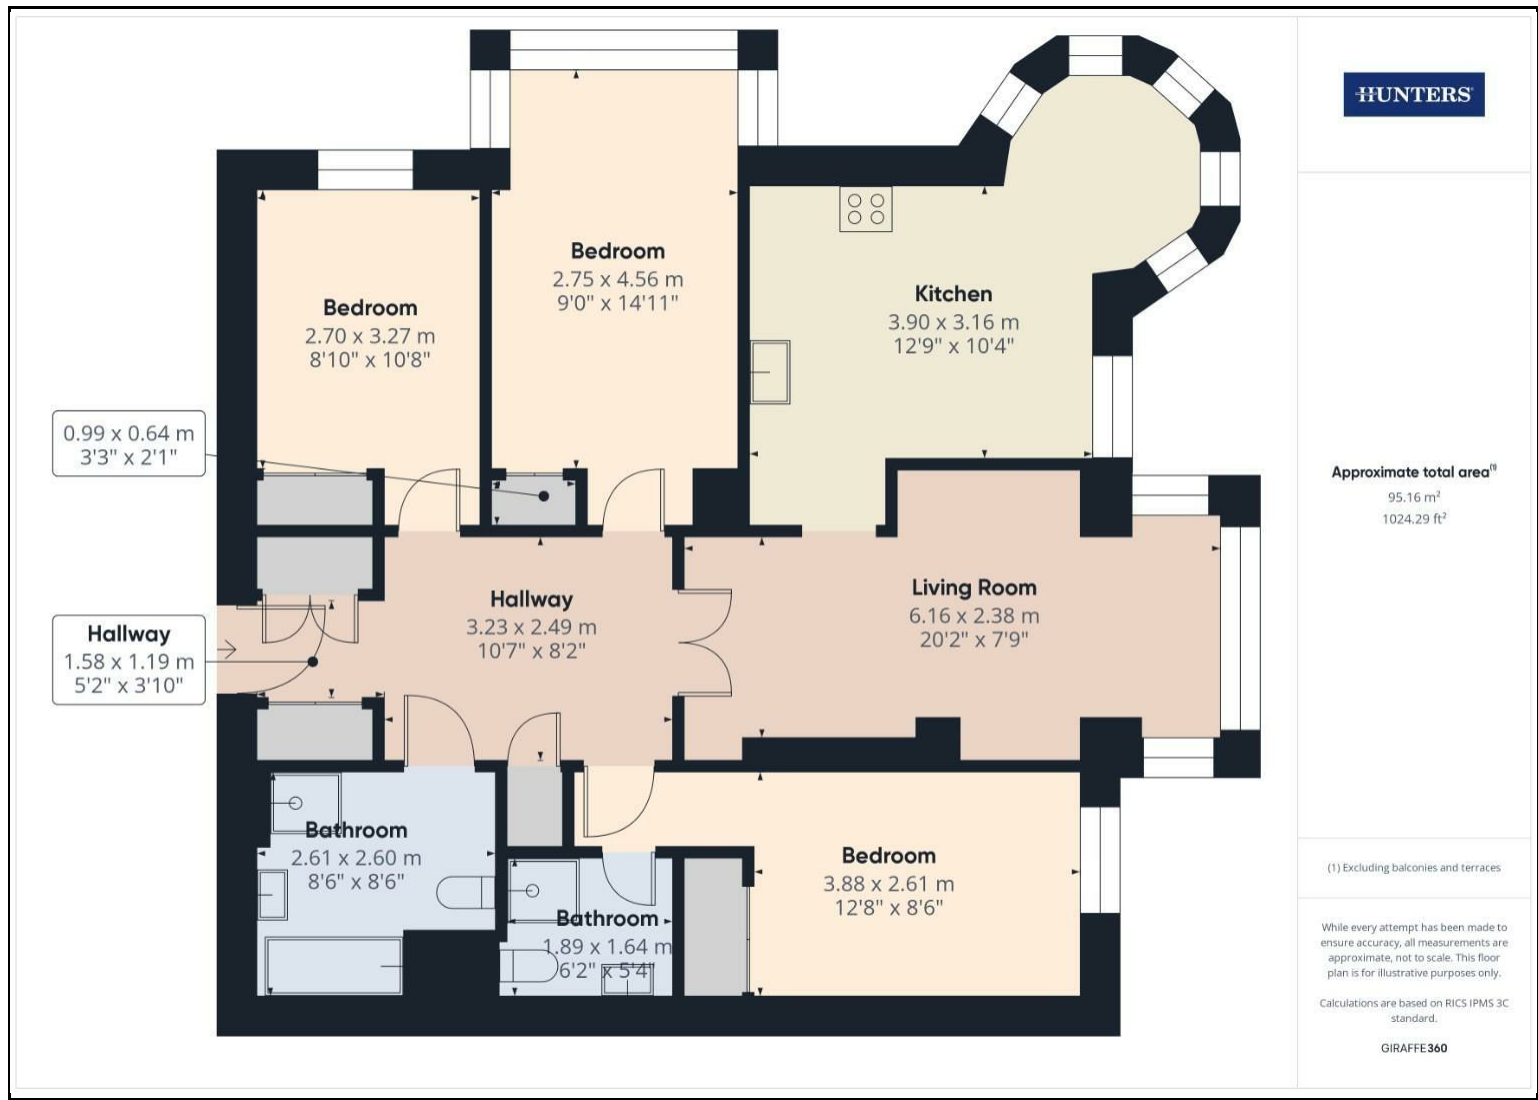 HUNTERS
Bedroom
2.75 x 4.56 m
9'0" x 14'11"
Bedroom
2.70 x 3.27 m
8'10" x 10'8"
Kitchen
3.90 x 3.16 m
12'9" x 10'4"
0.99 x 0.64 m
3'3" x 2'1"
Hallway
1.58 x 1.19 m
5'2" x 3'10"
Hallway
3.23 x 2.49 m
10'7" x 8'2"
Living Room
6.16 x 2.38 m
20'2" x 7'9"
Bathroom
2.61 x 2.60 m
8'6" x 8'6"
Bathroom
1.89 x 1.64 m
6'2" x 5'4"
Bedroom
3.88 x 2.61 m
12'8" x 8'6"
Approximate total area⁽¹⁾
95.16 m²
1024.29 ft²
(1) Excluding balconies and terraces
While every attempt has been made to
ensure accuracy, all measurements are
approximate, not to scale. This floor
plan is for illustrative purposes only.
Calculations are based on RICS IPMS 3C
standard.
GIRAFFE360